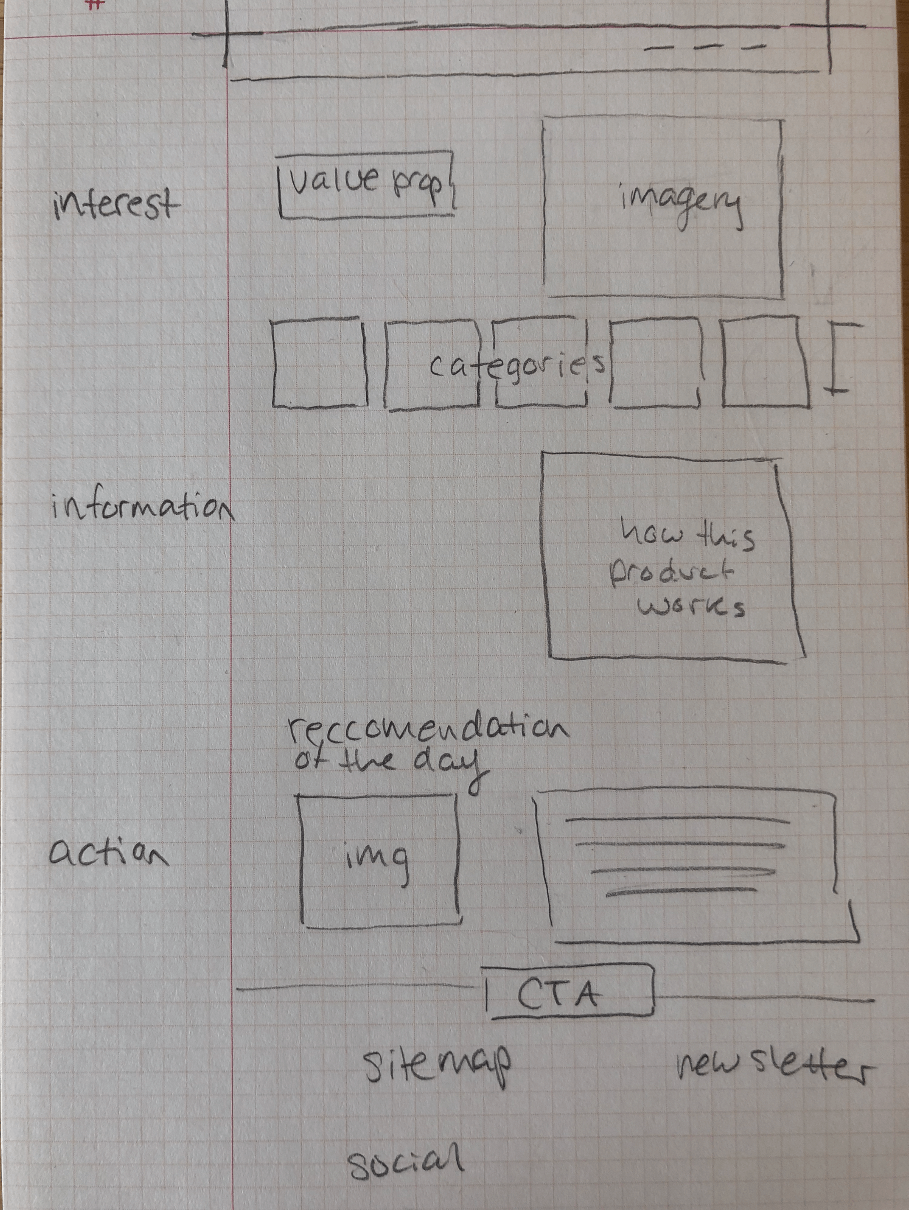 #
interest
value prop
imagery
categories
information
how this
product
works
reccomendation
of the day
action
img
CTA
sitemap
newsletter
social